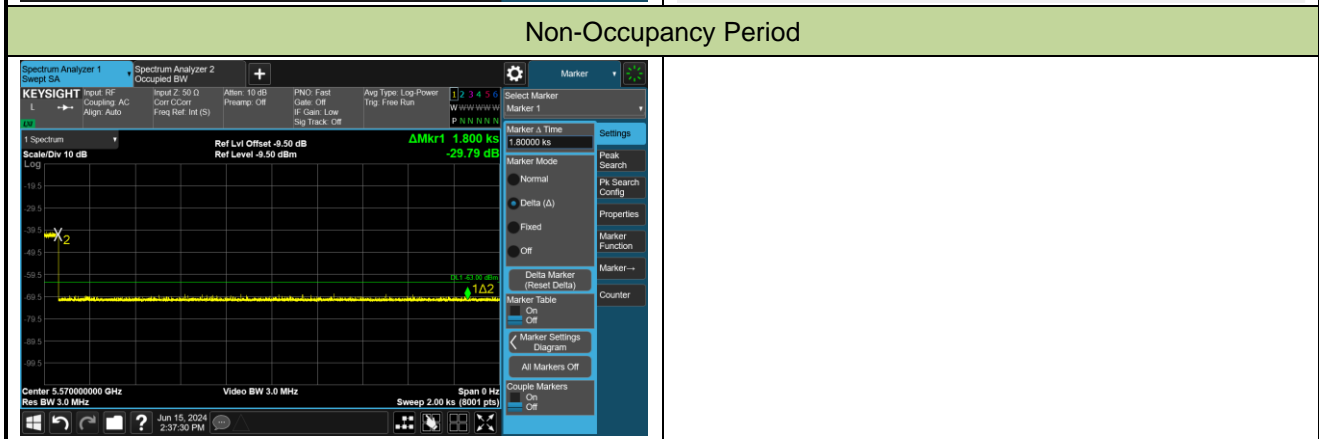 Non-Occupancy Period
Spectrum Analyzer 1
Swept SA
Spectrum Analyzer 2
Occupied BW
+
Marker
KEYSIGHT
L
Input: RF
Coupling: AC
Align: Auto
Input Z: 50 Ω
Corr CCorr
Freq Ref: Int (S)
Atten: 10 dB
Preamp: Off
PNO: Fast
Gate: Off
IF Gain: Low
Sig Track: Off
Avg Type: Log-Power
Trig: Free Run
1 2 3 4 5 6
W W W W W W
P N N N N N
Select Marker
Marker 1
Marker Δ Time
1.80000 ks
Settings
1 Spectrum
Scale/Div 10 dB
Log
Ref Lvl Offset -9.50 dB
Ref Level -9.50 dBm
ΔMkr1 1.800 ks
-29.79 dB
Marker Mode
Normal
Delta (Δ)
Fixed
Off
Peak
Search
Pk Search
Config
Properties
Marker
Function
Marker→
Counter
-19.5
-29.5
-39.5
-49.5
-59.5
-69.5
-79.5
-89.5
-99.5
X2
DL1 -63.00 dBm
1Δ2
Delta Marker
(Reset Delta)
Marker Table
On
Off
Marker Settings
Diagram
All Markers Off
Couple Markers
On
Off
Center 5.570000000 GHz
Res BW 3.0 MHz
Video BW 3.0 MHz
Span 0 Hz
Sweep 2.00 ks (8001 pts)
?
Jun 15, 2024
2:37:30 PM